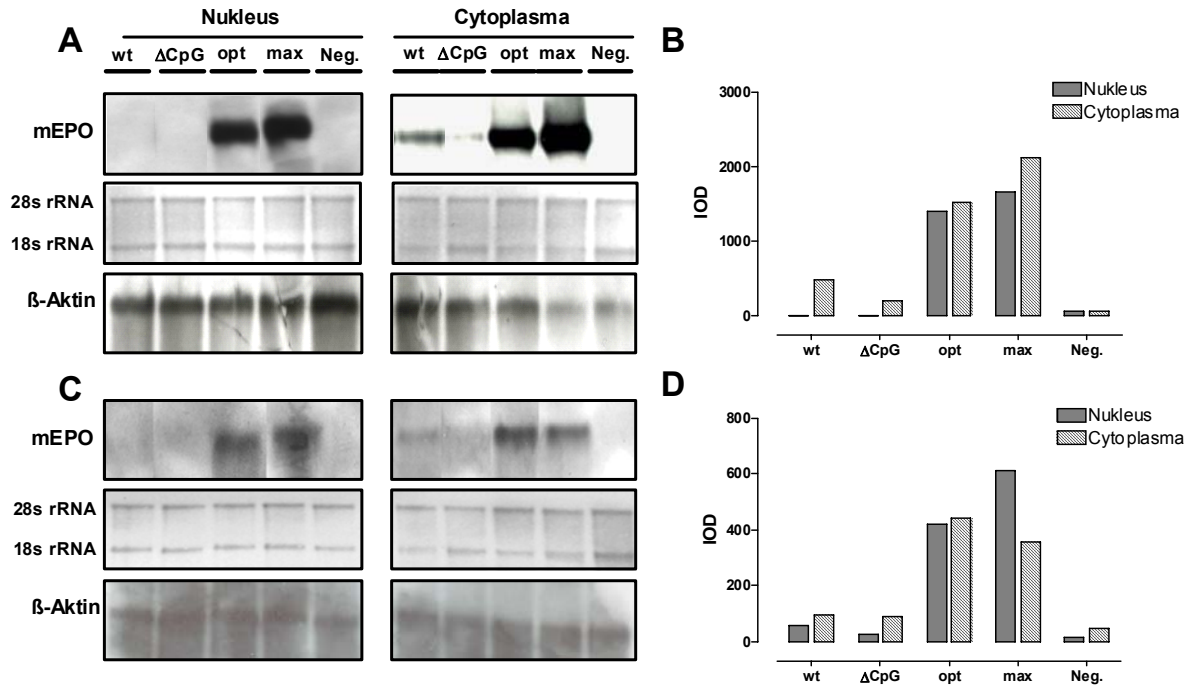 A
Nukleus
Cytoplasma
wt ΔCpG opt max Neg.
wt ΔCpG opt max Neg.
mEPO
28s rRNA
18s rRNA
ß-Aktin
B
Nukleus
Cytoplasma
3000
2000
1000
0
IOD
wt ΔCpG opt max Neg.
C
mEPO
28s rRNA
18s rRNA
ß-Aktin
D
Nukleus
Cytoplasma
800
600
400
200
0
IOD
wt ΔCpG opt max Neg.